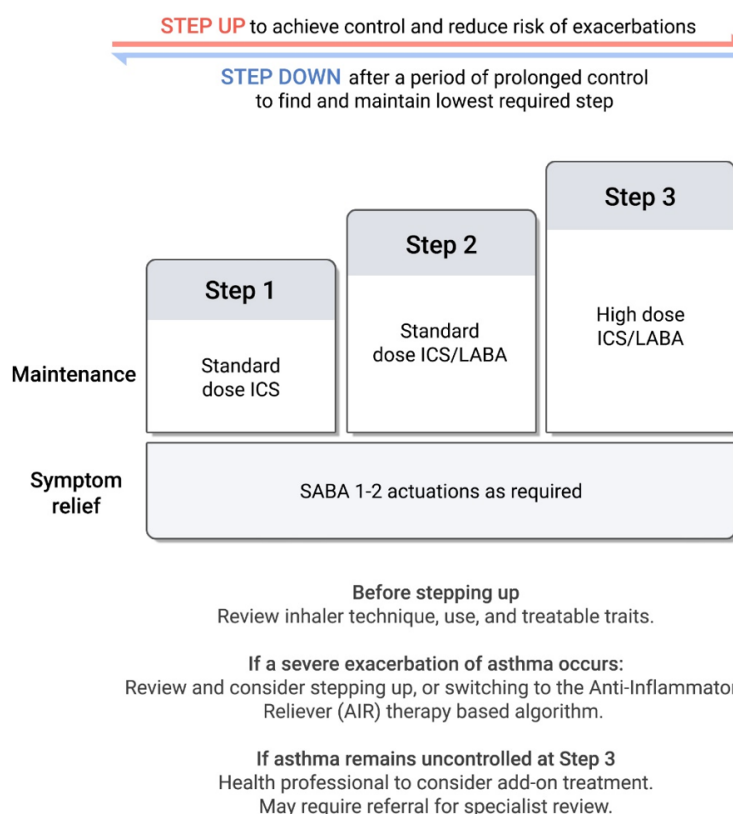 STEP UP to achieve control and reduce risk of exacerbations
STEP DOWN after a period of prolonged control
to find and maintain lowest required step
Step 1
Step 2
Step 3
Maintenance
Standard
dose ICS
Standard
dose ICS/LABA
High dose
ICS/LABA
Symptom
relief
SABA 1-2 actuations as required
Before stepping up
Review inhaler technique, use, and treatable traits.
If a severe exacerbation of asthma occurs:
Review and consider stepping up, or switching to the Anti-Inflammator
Reliever (AIR) therapy based algorithm.
If asthma remains uncontrolled at Step 3
Health professional to consider add-on treatment.
May require referral for specialist review.